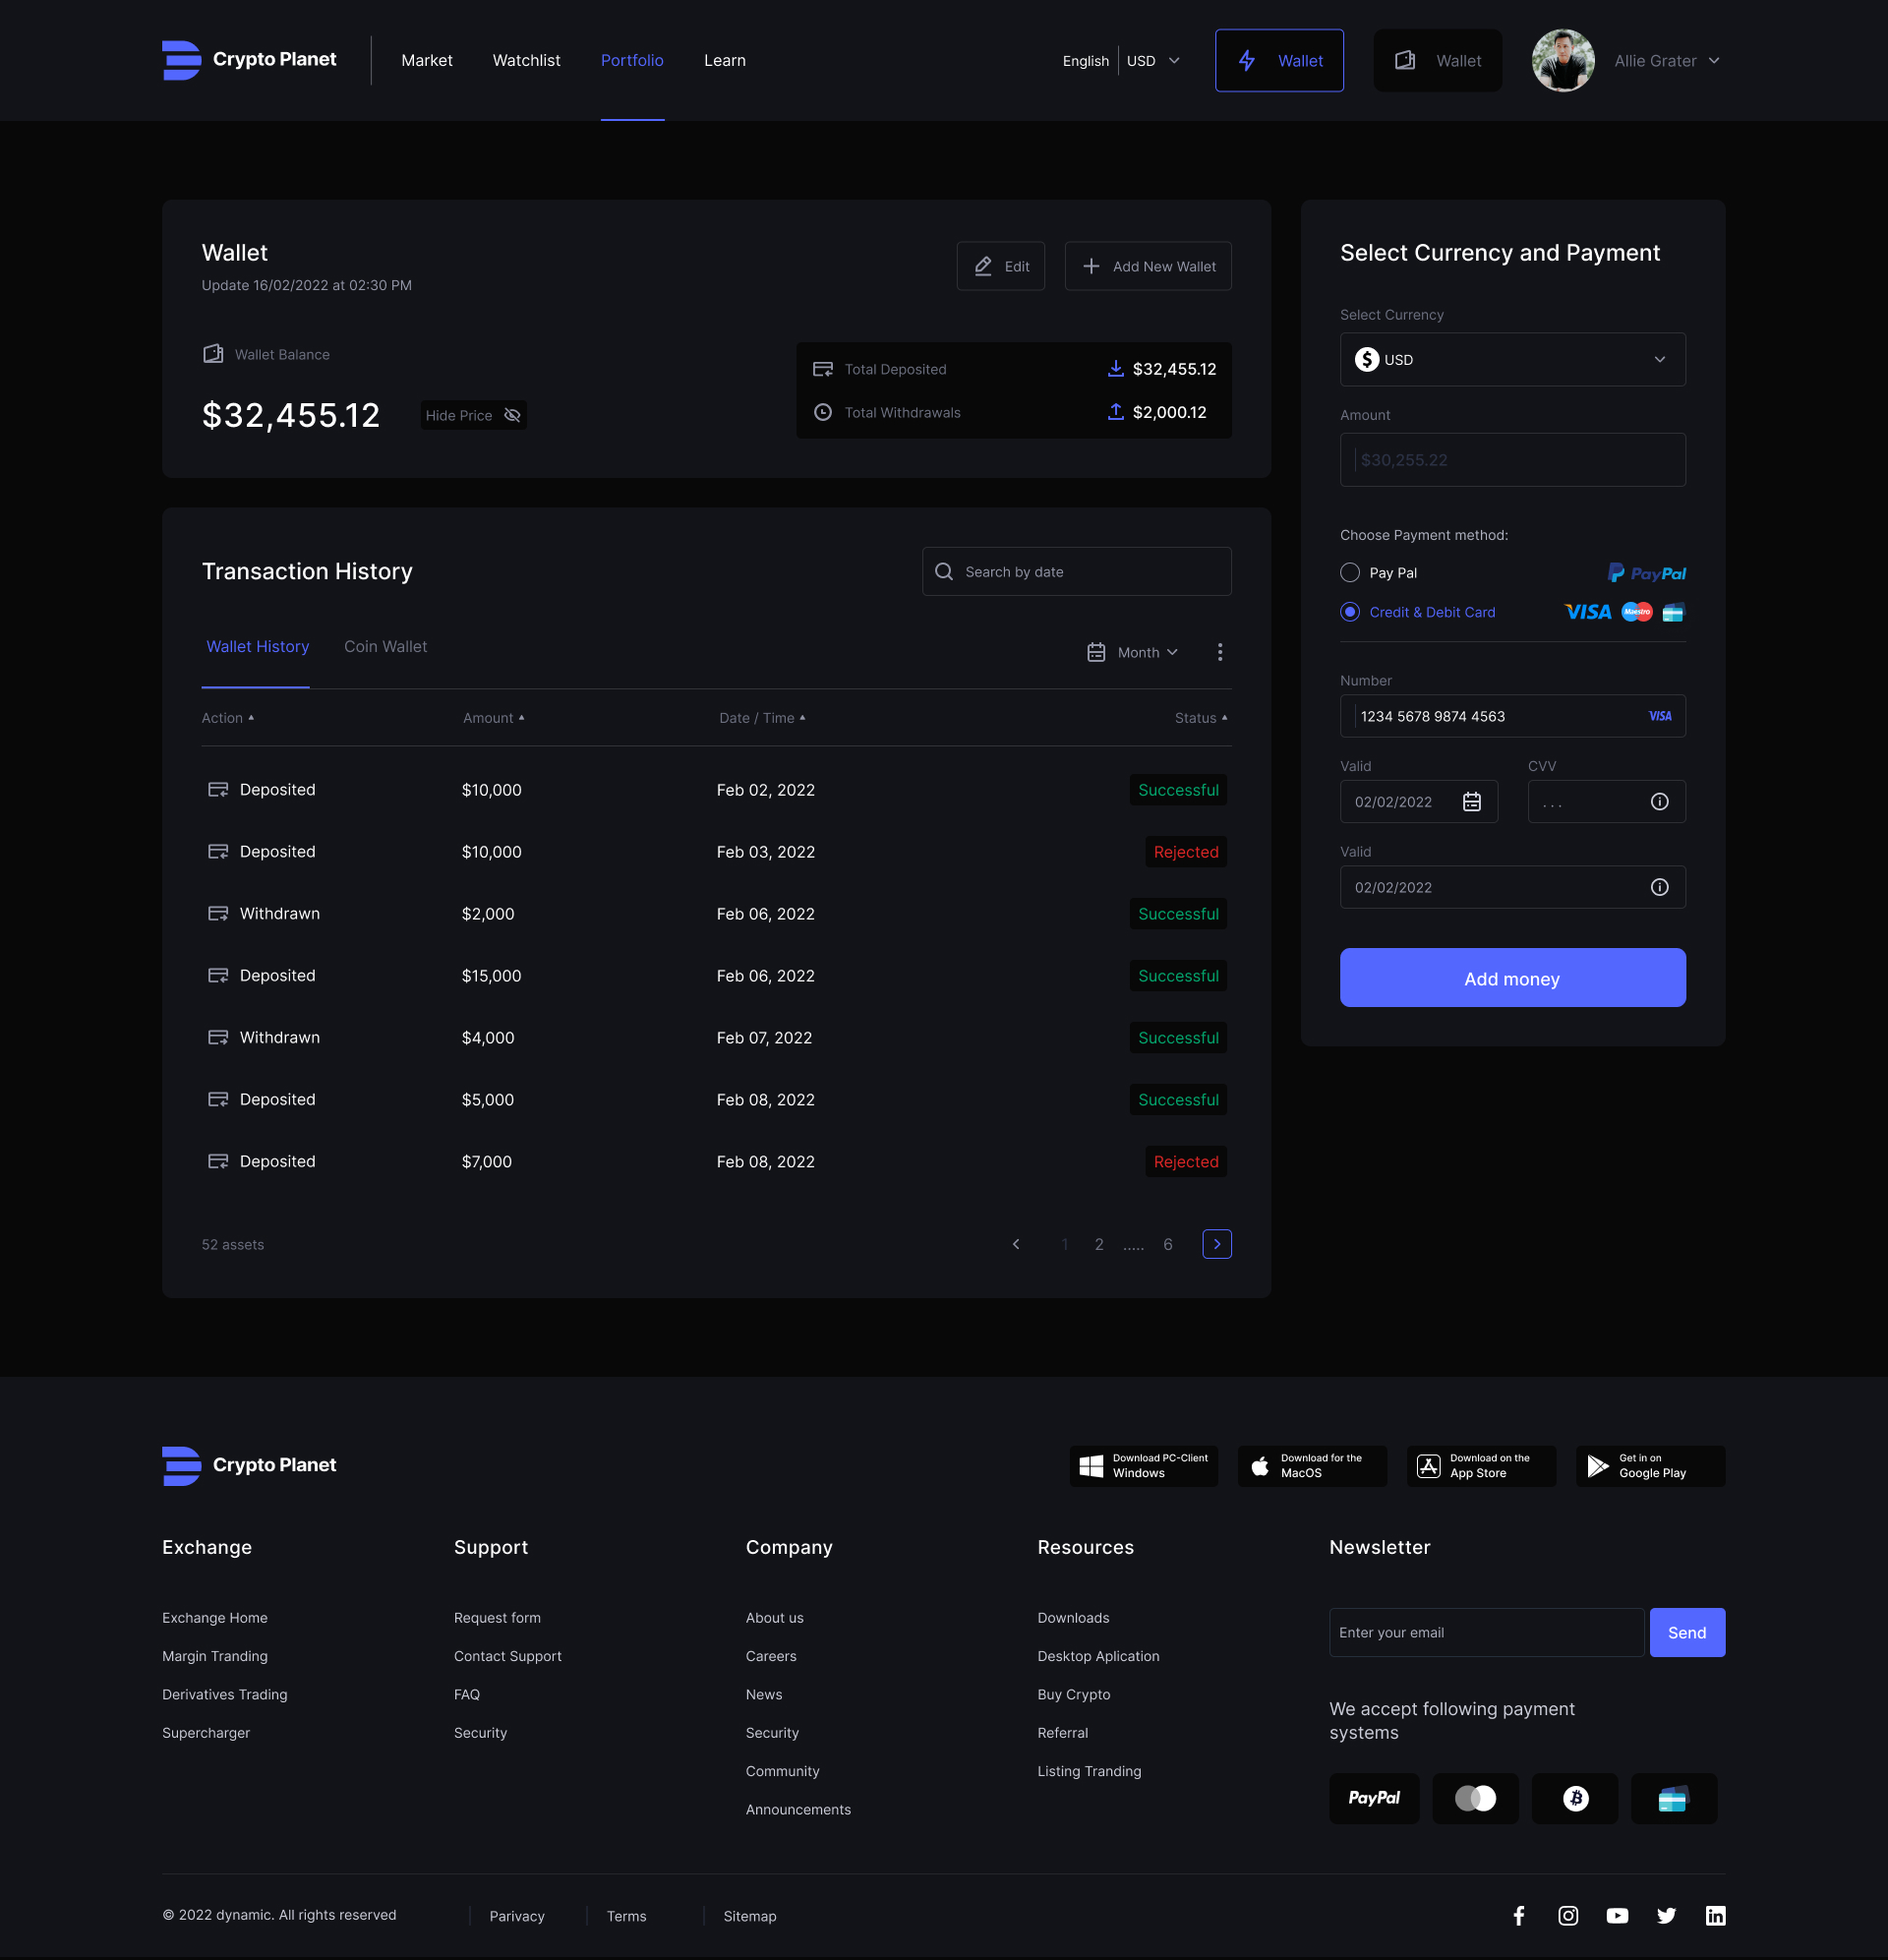 Crypto Planet
Market
Watchlist
Portfolio
Learn
English
USD
Wallet
Wallet
Allie Grater
Wallet
Update 16/02/2022 at 02:30 PM
Edit
Add New Wallet
Wallet Balance
$32,455.12
Hide Price
Total Deposited
$32,455.12
Total Withdrawals
$2,000.12
Select Currency and Payment
Select Currency
USD
Amount
$30,255.22
Choose Payment method:
Pay Pal
PayPal
Credit & Debit Card
VISA
Maestro
Number
1234 5678 9874 4563
VISA
Valid
CVV
02/02/2022
...
Valid
02/02/2022
Add money
Transaction History
Search by date
Wallet History
Coin Wallet
Month
Action
Amount
Date / Time
Status
Deposited $10,000 Feb 02, 2022 Successful
Deposited $10,000 Feb 03, 2022 Rejected
Withdrawn $2,000 Feb 06, 2022 Successful
Deposited $15,000 Feb 06, 2022 Successful
Withdrawn $4,000 Feb 07, 2022 Successful
Deposited $5,000 Feb 08, 2022 Successful
Deposited $7,000 Feb 08, 2022 Rejected
52 assets
1 2 ..... 6
Crypto Planet
Download PC-Client
Windows
Download for the
MacOS
Download on the
App Store
Get in on
Google Play
Exchange
Exchange Home
Margin Tranding
Derivatives Trading
Supercharger
Support
Request form
Contact Support
FAQ
Security
Company
About us
Careers
News
Security
Community
Announcements
Resources
Downloads
Desktop Aplication
Buy Crypto
Referral
Listing Tranding
Newsletter
Enter your email
Send
We accept following payment
systems
PayPal
© 2022 dynamic. All rights reserved
Parivacy
Terms
Sitemap